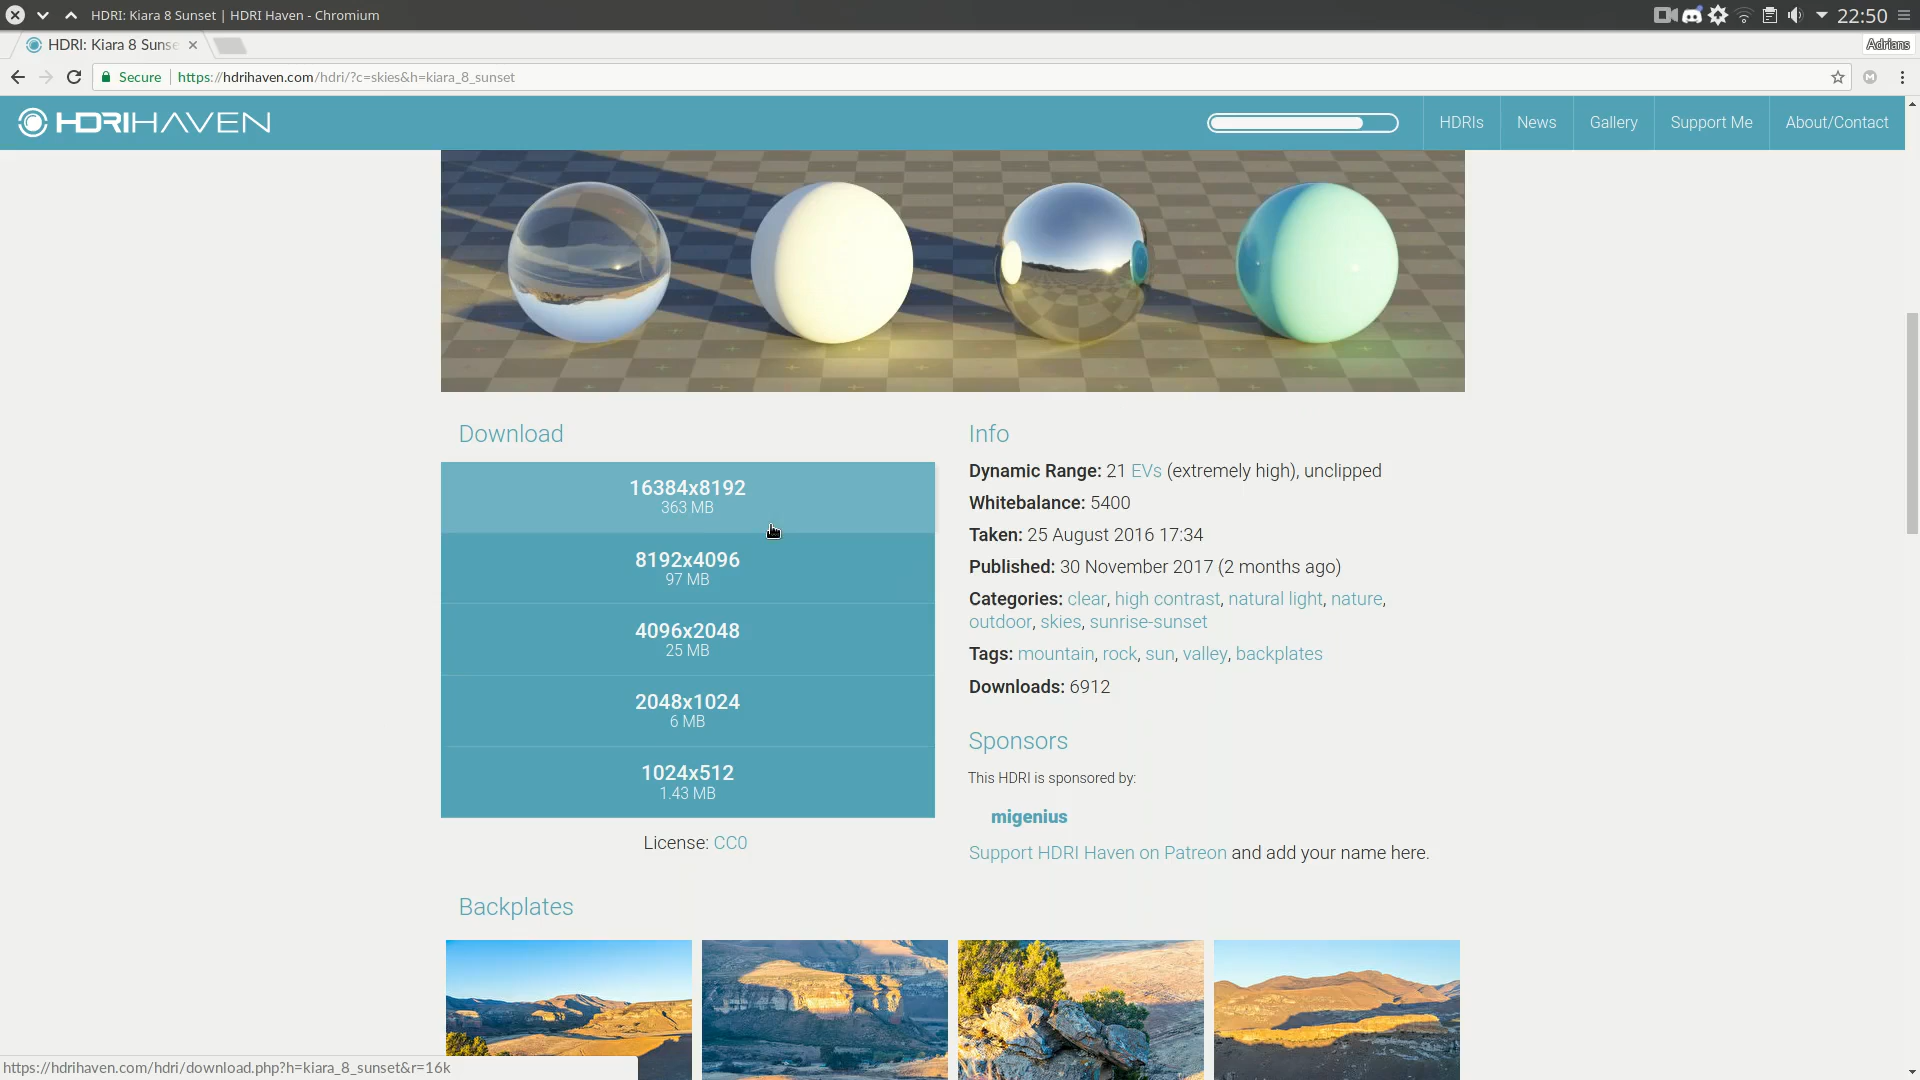 HDRI: Kiara 8 Sunset | HDRI Haven - Chromium
22:50
HDRI: Kiara 8 Sunse
Adrians
Secure
https://hdrihaven.com/hdri/?c=skies&h=kiara_8_sunset
HDRIHAVEN
HDRIs
News
Gallery
Support Me
About/Contact
Download
16384x8192
363 MB
8192x4096
97 MB
4096x2048
25 MB
2048x1024
6 MB
1024x512
1.43 MB
License: CC0
Info
Dynamic Range: 21 EVs (extremely high), unclipped
Whitebalance: 5400
Taken: 25 August 2016 17:34
Published: 30 November 2017 (2 months ago)
Categories: clear, high contrast, natural light, nature,
outdoor, skies, sunrise-sunset
Tags: mountain, rock, sun, valley, backplates
Downloads: 6912
Sponsors
This HDRI is sponsored by:
migenius
Support HDRI Haven on Patreon and add your name here.
Backplates
https://hdrihaven.com/hdri/download.php?h=kiara_8_sunset&r=16k